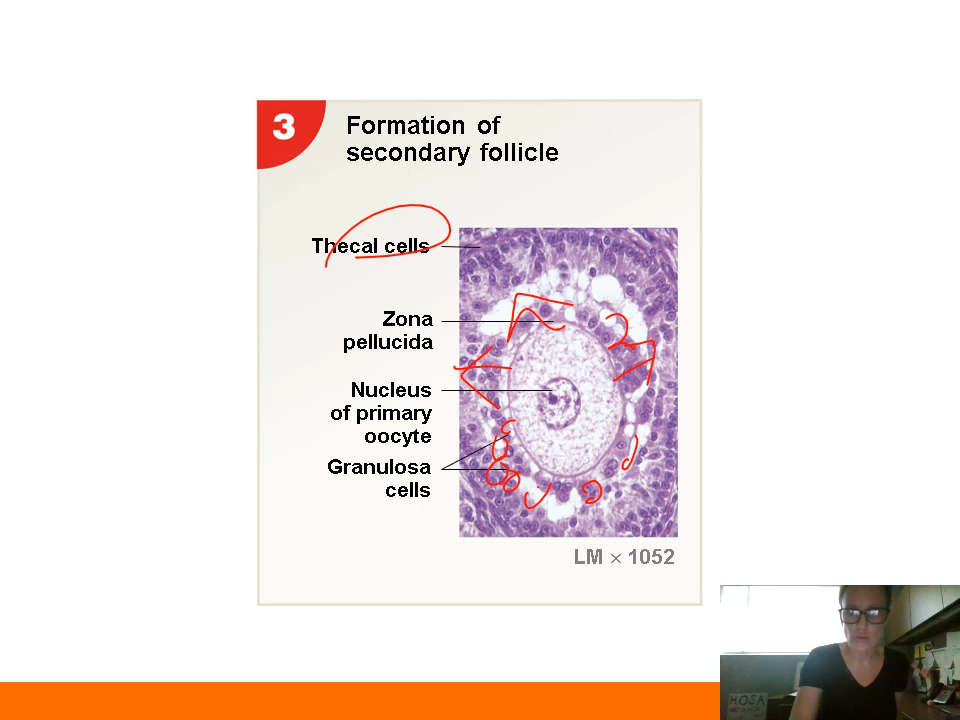 3
Formation of
secondary follicle
Thecal cells
Zona
pellucida
Nucleus
of primary
oocyte
Granulosa
cells
LM × 1052
HOSA